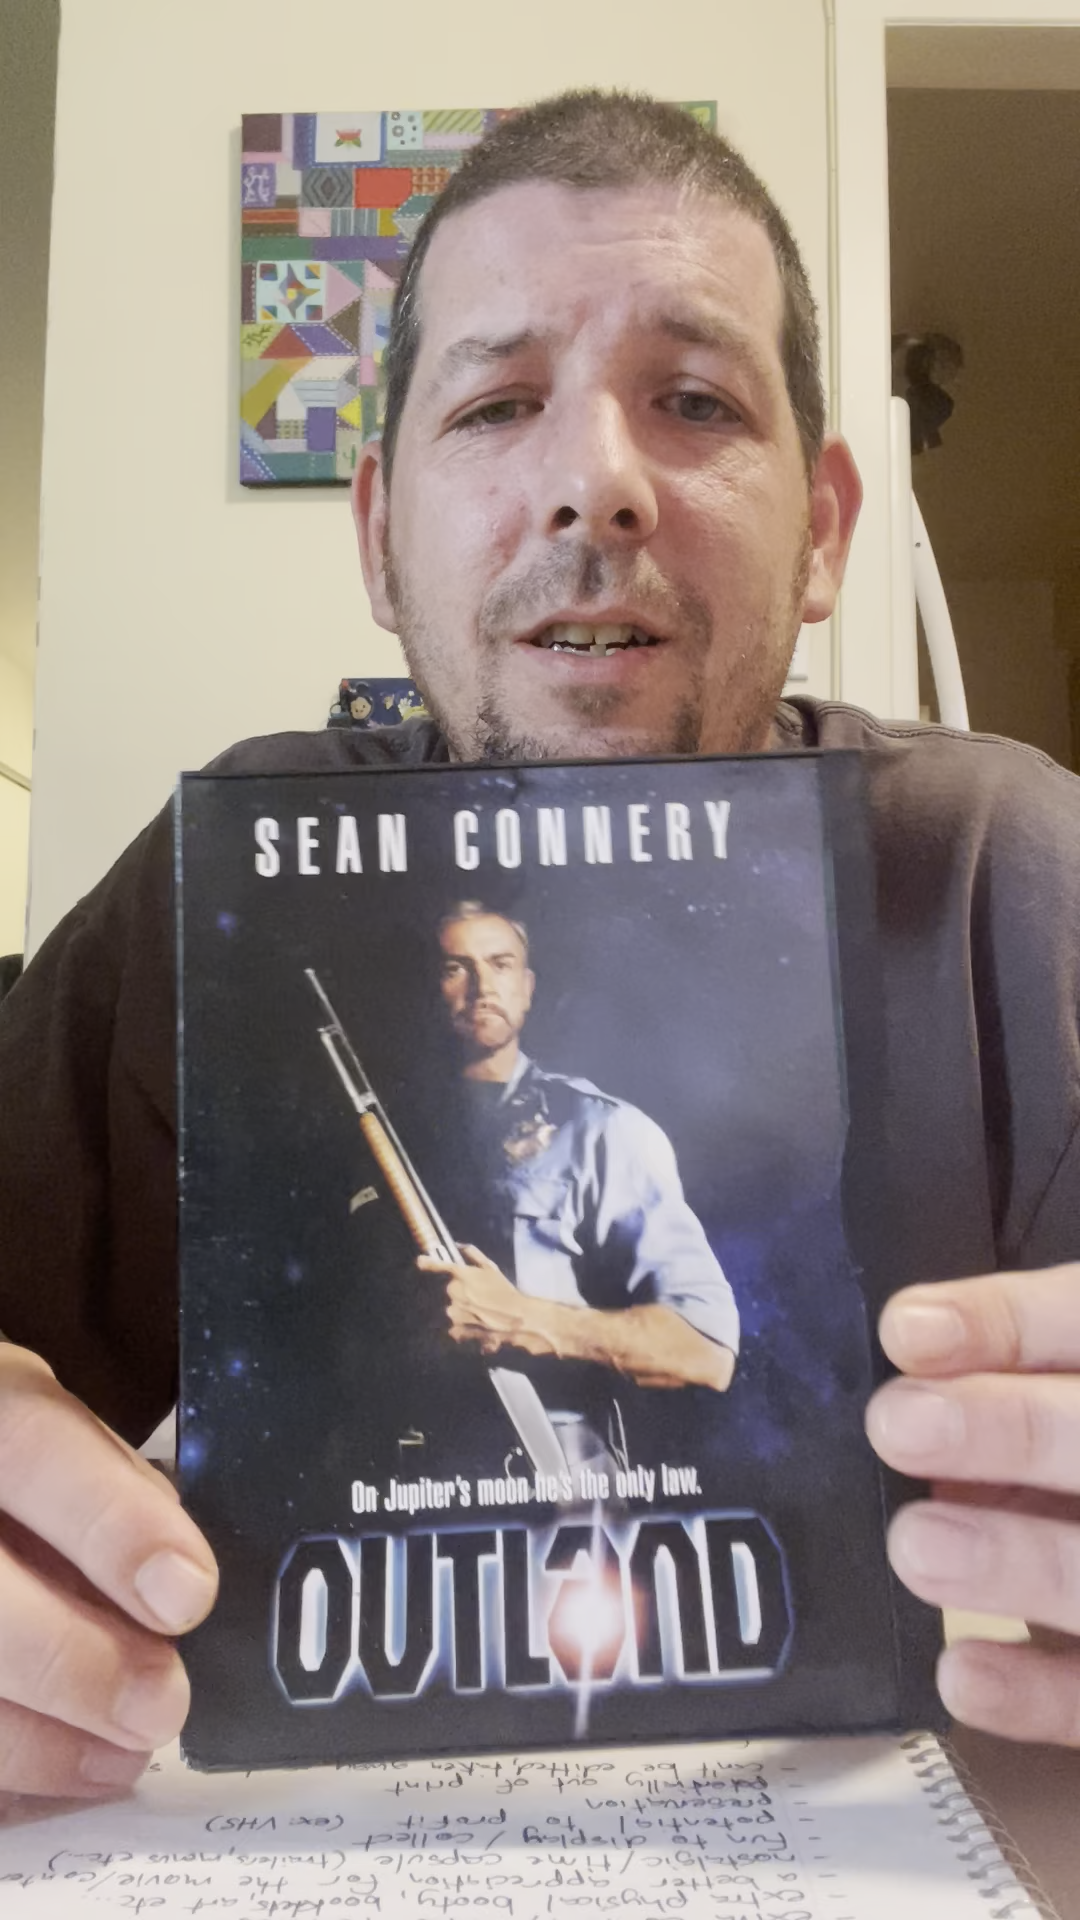 SEAN CONNERY
On Jupiter's moon he's the only law.
OUTLAND
- extra physical booty, booklets, art, etc...
- a better appreciation for the movie/
- nostalgic/time capsule (trailers, menus etc...)
- fun to display / collect
- potential to profit (ex: VHS)
- preservation
- potentially out of print
- can't be editted, taken away